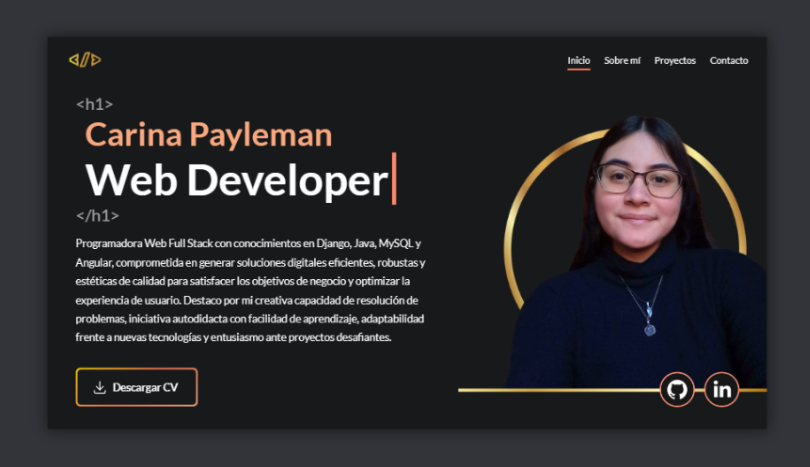 </>
Inicio Sobre mí Proyectos Contacto
<h1>
Carina Payleman
Web Developer
</h1>
Programadora Web Full Stack con conocimientos en Django, Java, MySQL y
Angular, comprometida en generar soluciones digitales eficientes, robustas y
estéticas de calidad para satisfacer los objetivos de negocio y optimizar la
experiencia de usuario. Destaco por mi creativa capacidad de resolución de
problemas, iniciativa autodidacta con facilidad de aprendizaje, adaptabilidad
frente a nuevas tecnologías y entusiasmo ante proyectos desafiantes.
Descargar CV
in